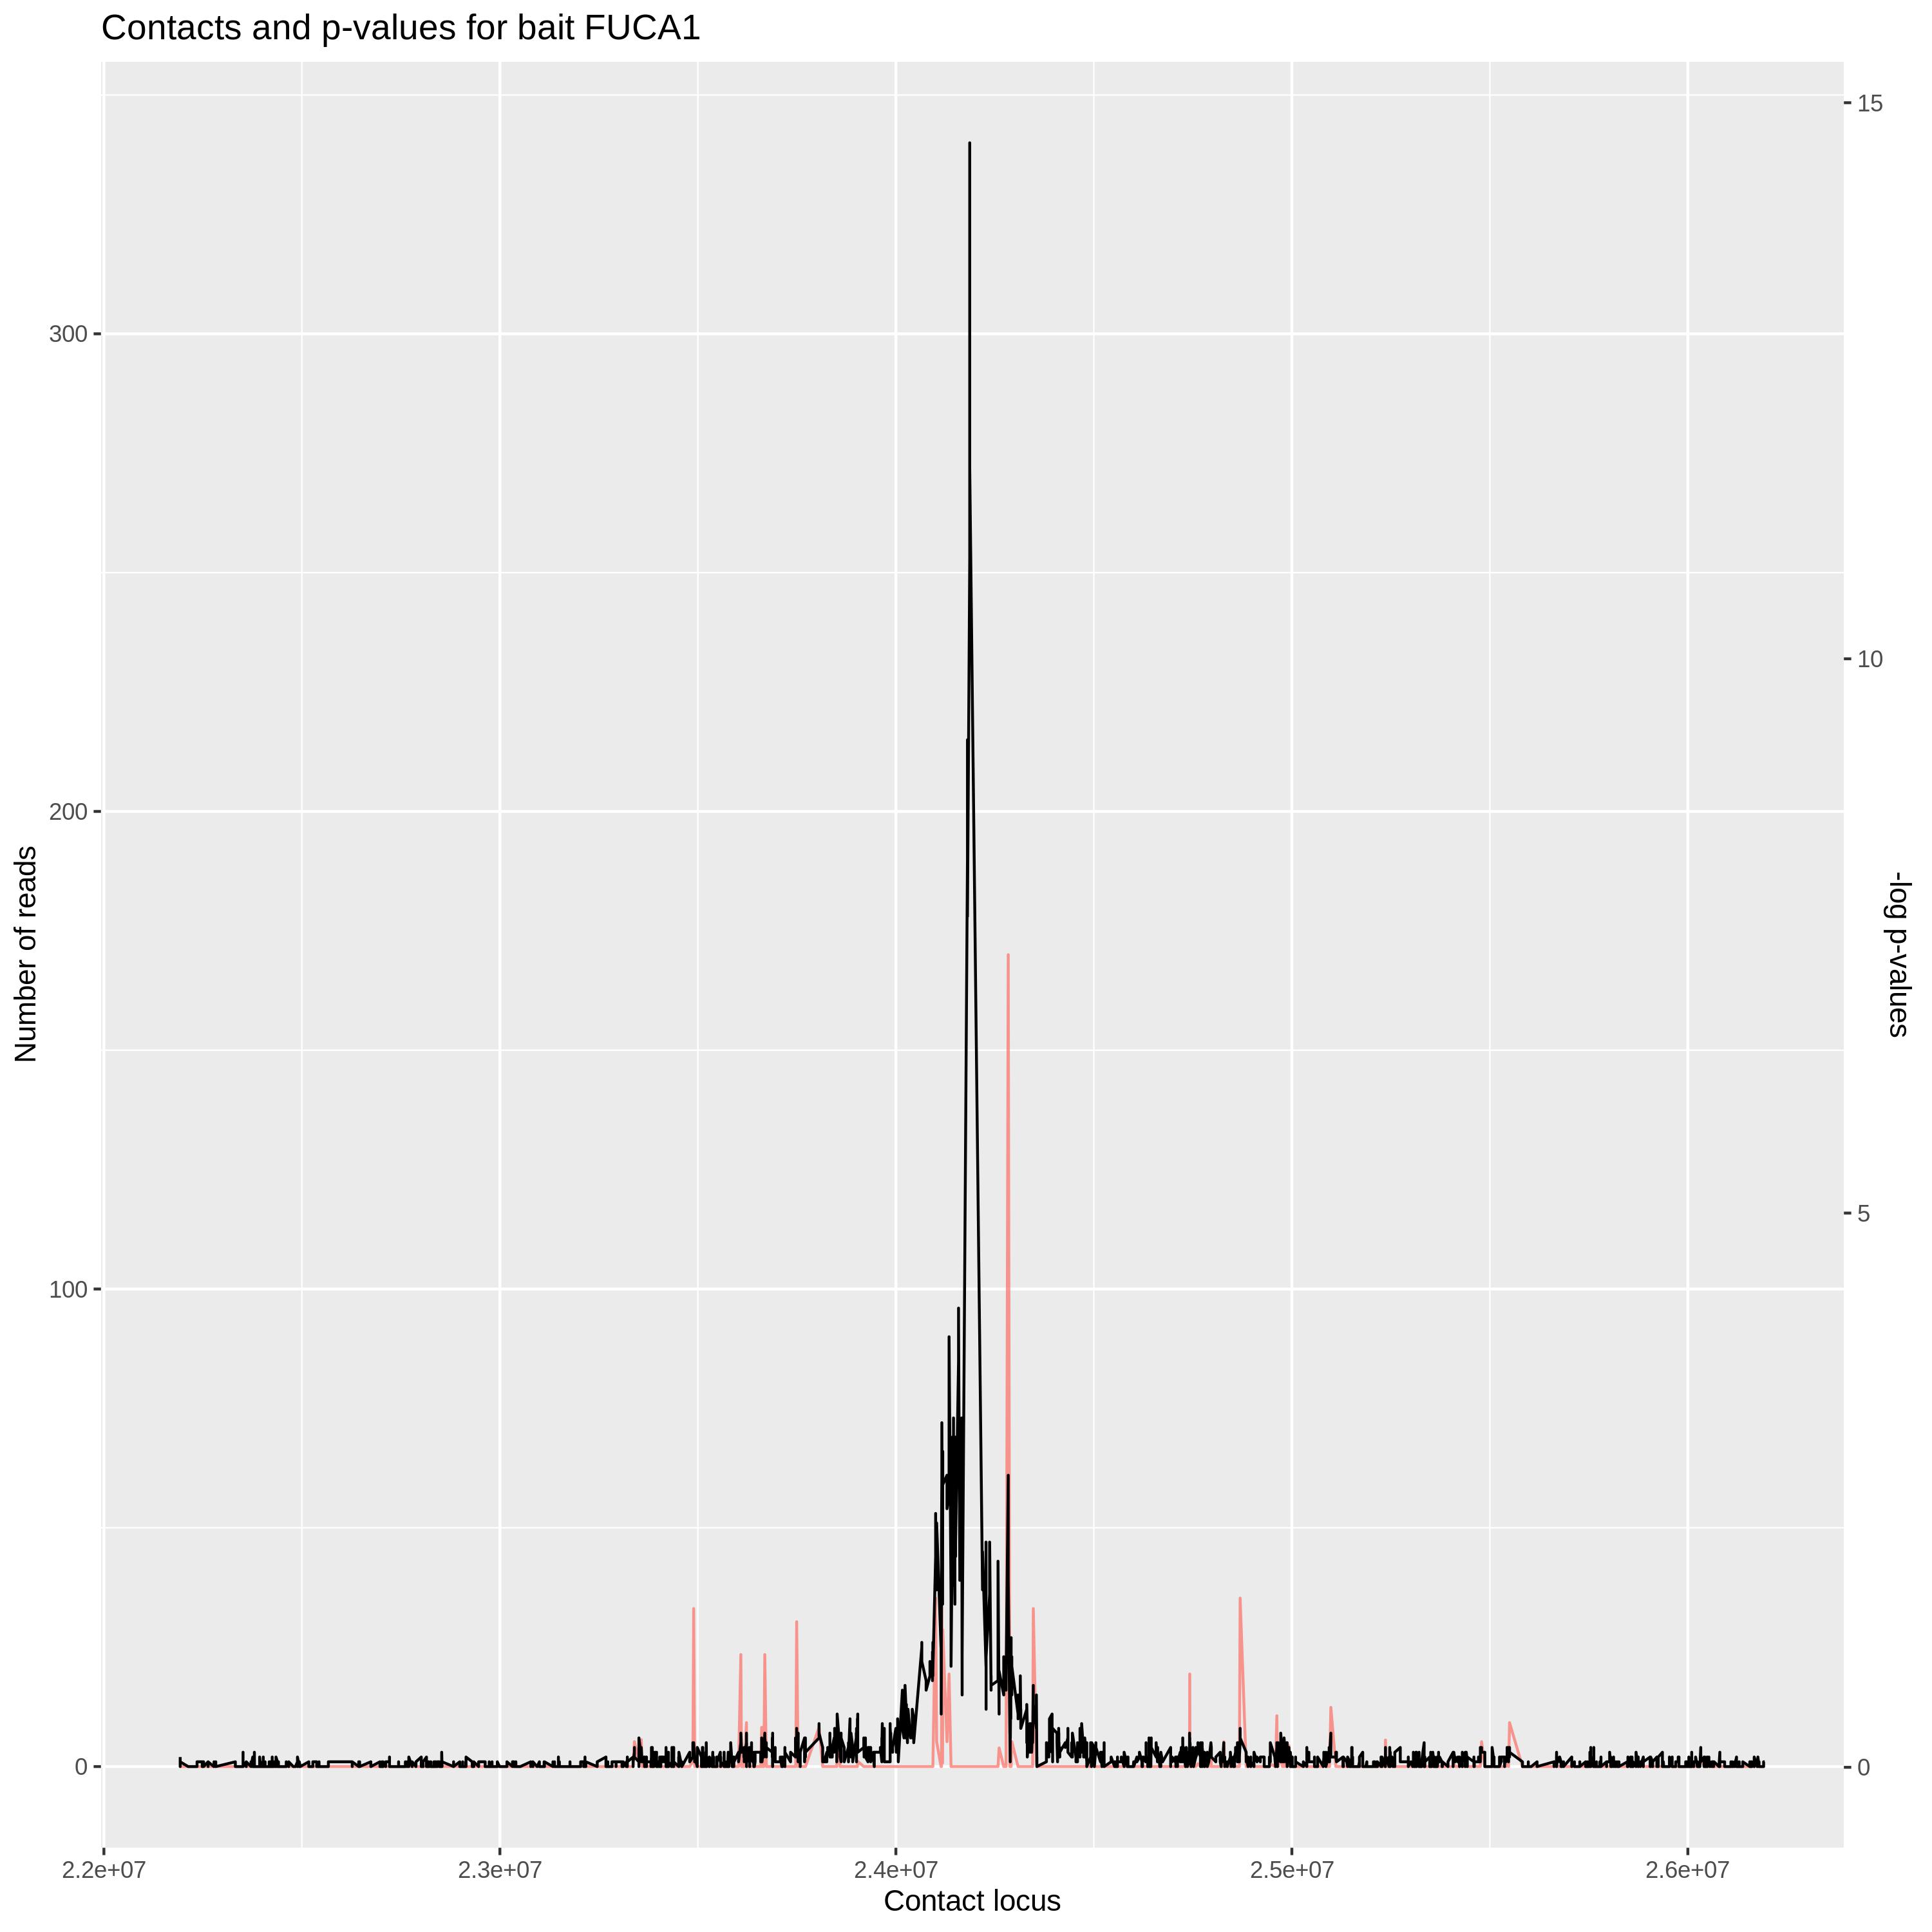 Contacts and p-values for bait FUCA1
15
300
10
200
Number of reads
-log p-values
5
100
0
0
2.2e+07
2.3e+07
2.4e+07
2.5e+07
2.6e+07
Contact locus